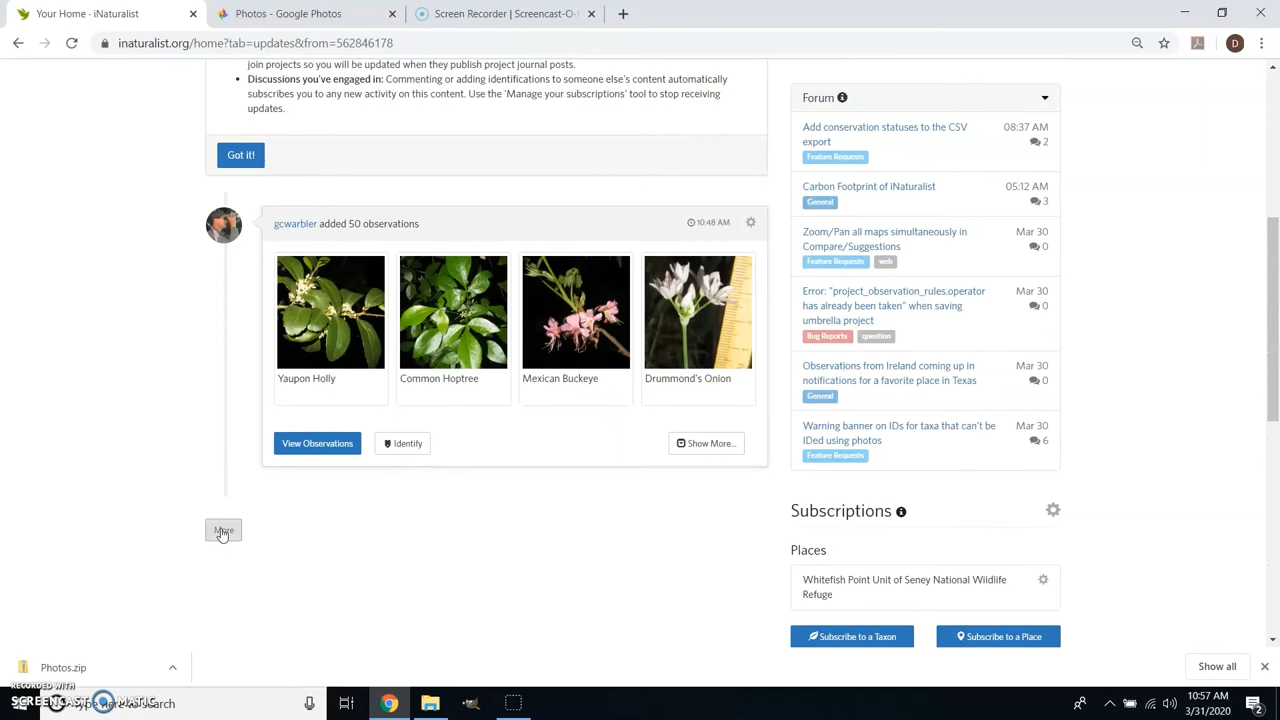 Your Home · iNaturalist
Photos - Google Photos
Screen Recorder | Screencast-O-
inaturalist.org/home?tab=updates&from=562846178
D
join projects so you will be updated when they publish project journal posts.
Discussions you've engaged in: Commenting or adding identifications to someone else's content automatically
subscribes you to any new activity on this content. Use the 'Manage your subscriptions' tool to stop receiving
updates.
Got it!
gcwarbler added 50 observations
10:48 AM
Yaupon Holly
Common Hoptree
Mexican Buckeye
Drummond's Onion
View Observations
Identify
Show More...
More
Forum
Add conservation statuses to the CSV
export
08:37 AM
2
Feature Requests
Carbon Footprint of iNaturalist
05:12 AM
3
General
Zoom/Pan all maps simultaneously in
Compare/Suggestions
Mar 30
0
Feature Requests
web
Error: "project_observation_rules.operator
has already been taken" when saving
umbrella project
Mar 30
0
Bug Reports
question
Observations from Ireland coming up in
notifications for a favorite place in Texas
Mar 30
0
General
Warning banner on IDs for taxa that can't be
IDed using photos
Mar 30
6
Feature Requests
Subscriptions
Places
Whitefish Point Unit of Seney National Wildlife
Refuge
Subscribe to a Taxon
Subscribe to a Place
Photos.zip
Show all
RECORDED WITH
SCREENCAST MATIC
Type here to search
10:57 AM
3/31/2020
2